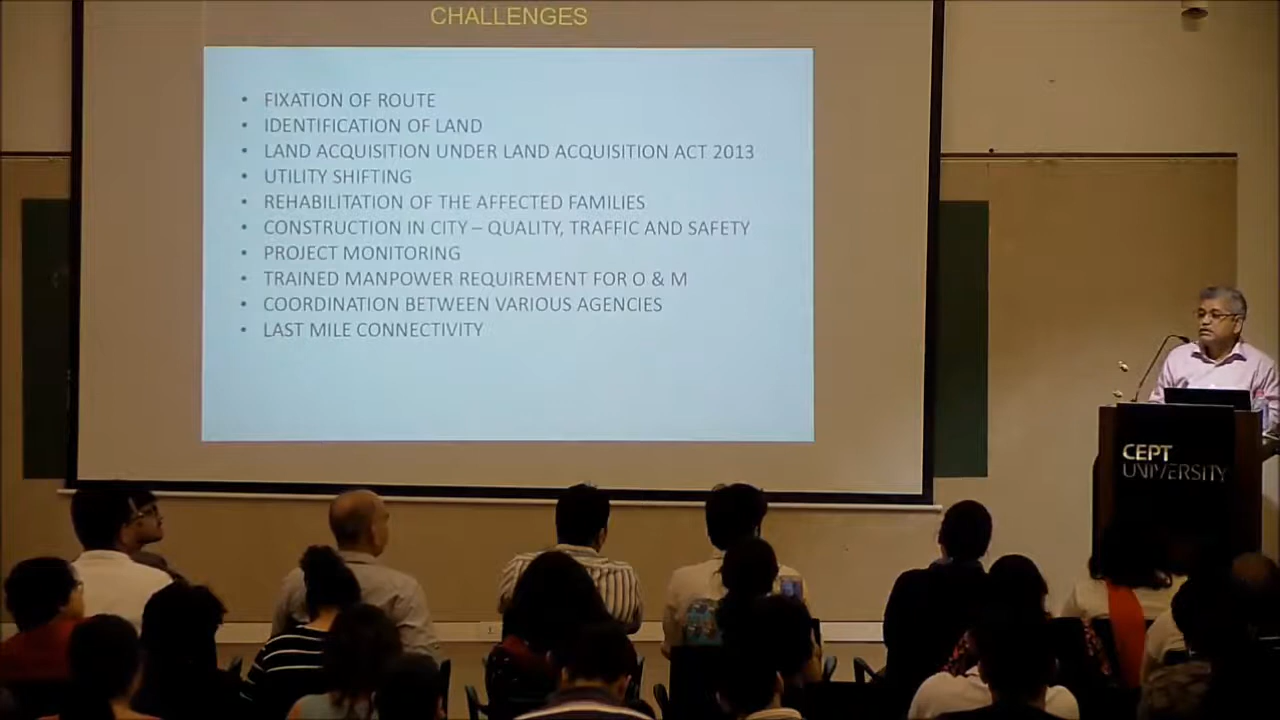 CHALLENGES
• FIXATION OF ROUTE
• IDENTIFICATION OF LAND
• LAND ACQUISITION UNDER LAND ACQUISITION ACT 2013
• UTILITY SHIFTING
• REHABILITATION OF THE AFFECTED FAMILIES
• CONSTRUCTION IN CITY – QUALITY, TRAFFIC AND SAFETY
• PROJECT MONITORING
• TRAINED MANPOWER REQUIREMENT FOR O & M
• COORDINATION BETWEEN VARIOUS AGENCIES
• LAST MILE CONNECTIVITY
CEPT
UNIVERSITY